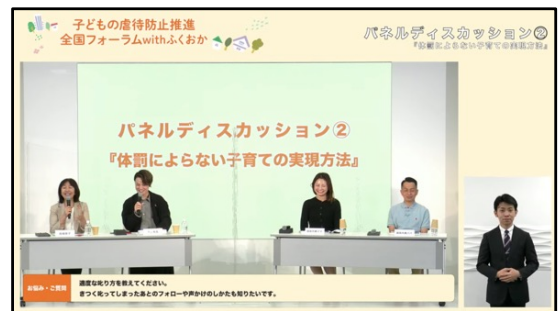 子どもの虐待防止推進
全国フォーラムwithふくおか
パネルディスカッション②
『体罰によらない子育ての実現方法』
パネルディスカッション②
『体罰によらない子育ての実現方法』
お悩み・ご質問
適度な叱り方を教えてください。
きつく叱ってしまったあとのフォローや声かけのしかたも知りたいです。